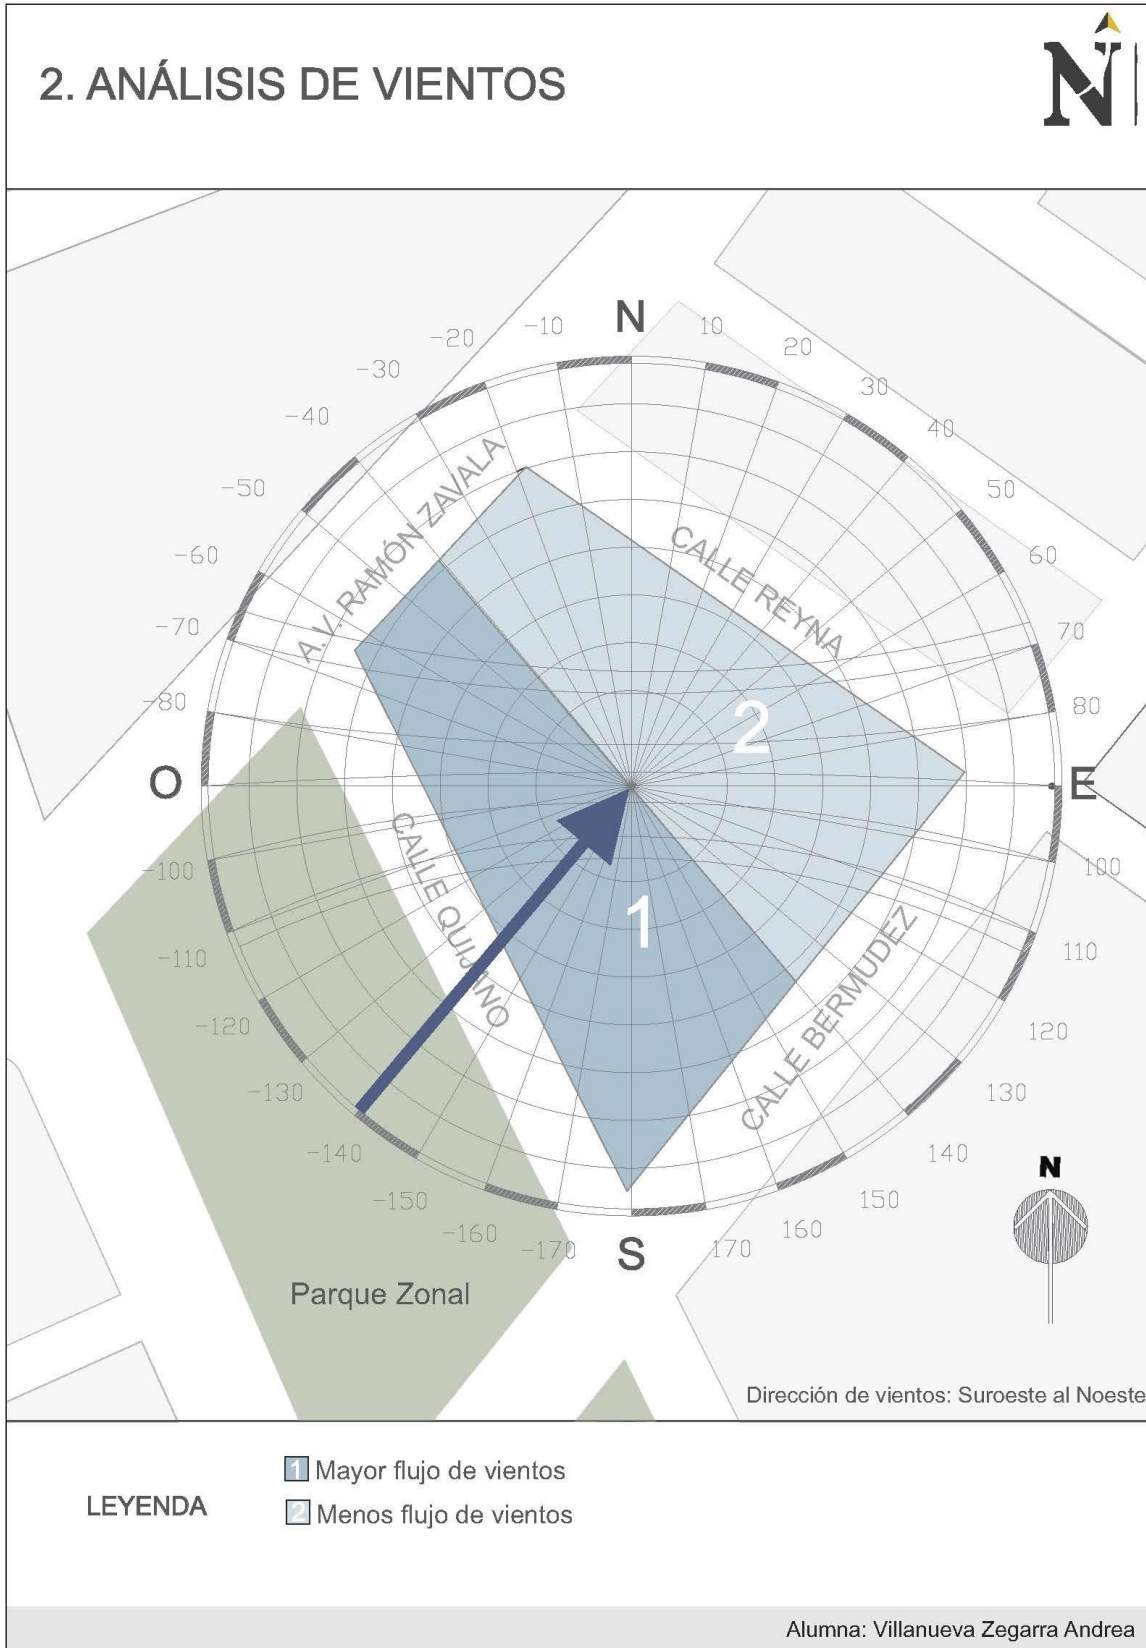 2. ANÁLISIS DE VIENTOS
N
N
-10
10
-20
20
-30
30
-40
40
-50
50
-60
60
-70
70
-80
80
A.V. RAMÓN ZAVALA
CALLE REYNA
2
O
E
CALLE QUIJANO
1
CALLE BERMUDEZ
-100
100
-110
110
-120
120
-130
130
-140
140
-150
150
-160
160
-170
170
S
N
Parque Zonal
Dirección de vientos: Suroeste al Noeste
LEYENDA
1 Mayor flujo de vientos
2 Menos flujo de vientos
Alumna: Villanueva Zegarra Andrea